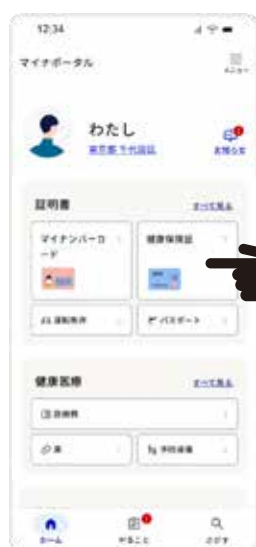 12:34
マイナポータル
メニュー
わたし
東京都 千代田区
お知らせ
証明書
すべて見る
マイナンバーカ
ード
健康保険証
運転免許
パスポート
健康医療
すべて見る
診療
薬
予防接種
ホーム
やること
さがす